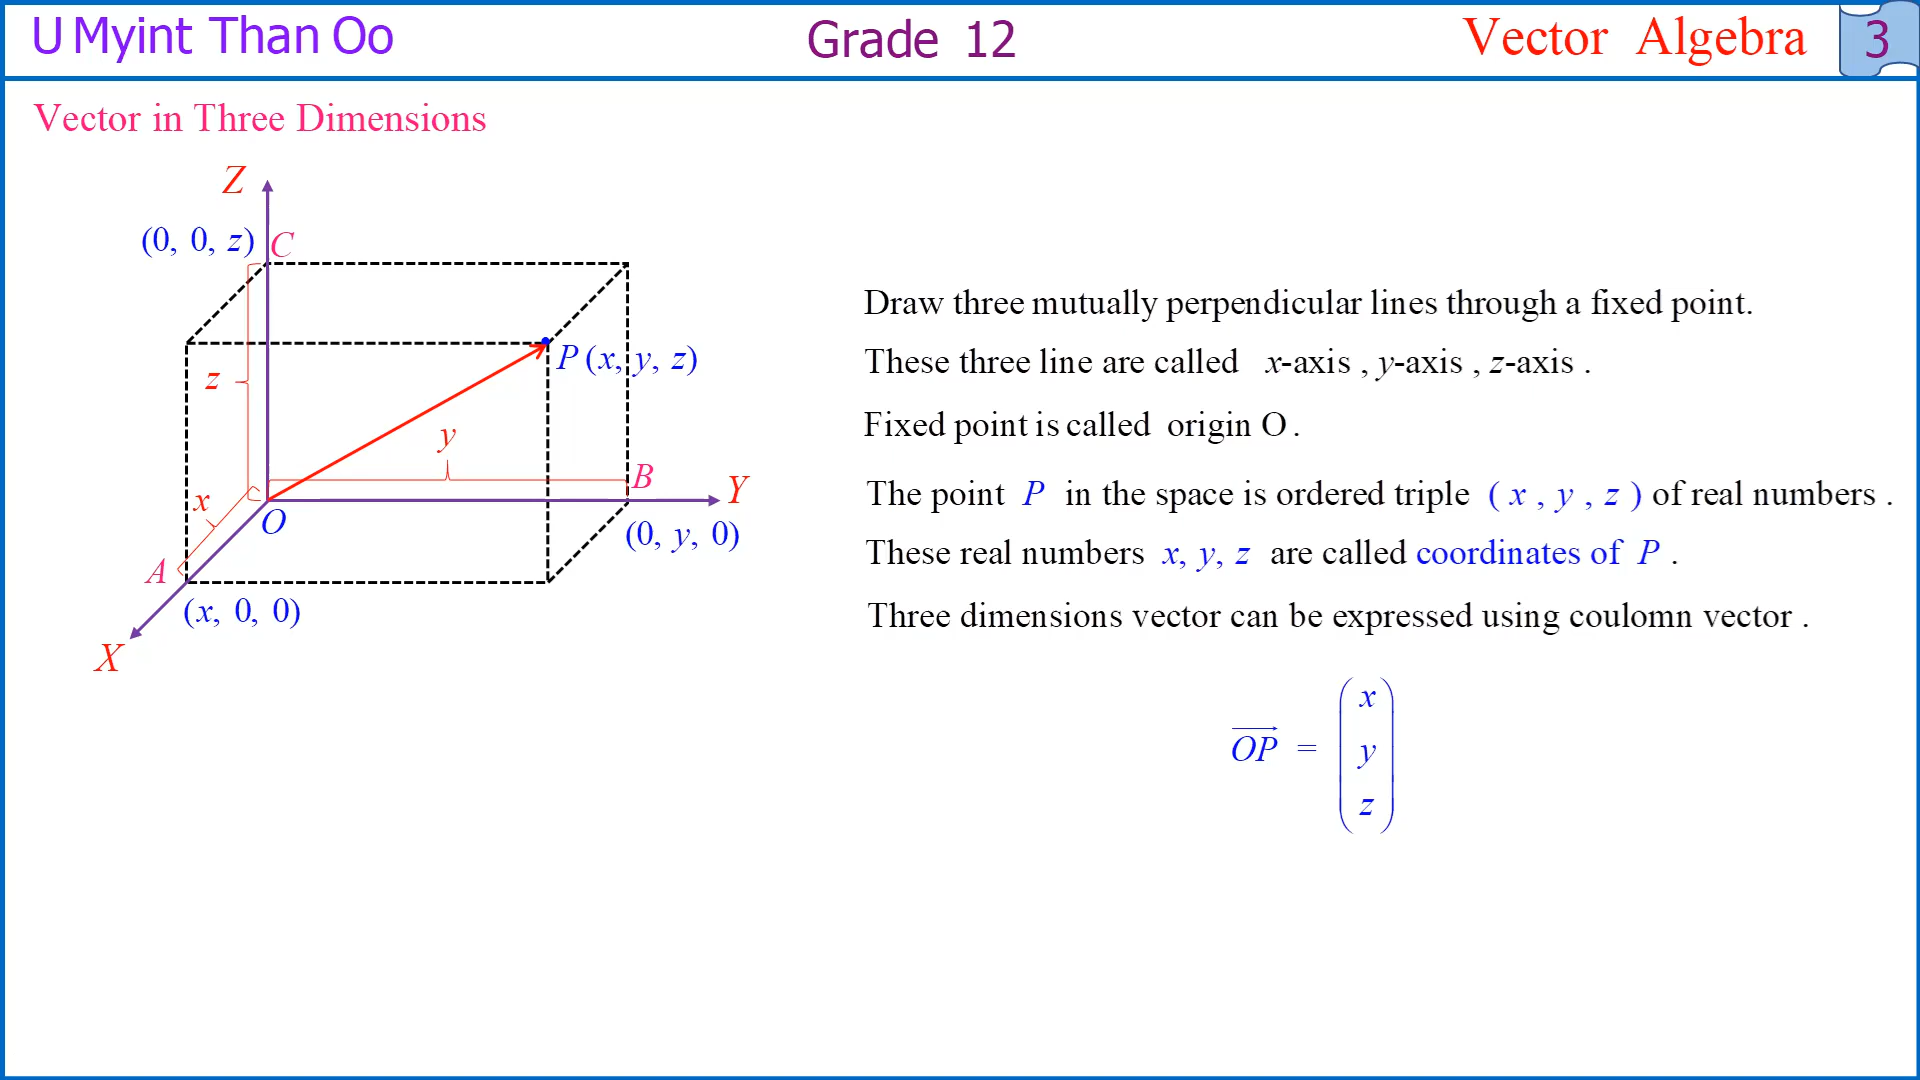 U Myint Than Oo
Grade 12
Vector Algebra
3
Vector in Three Dimensions
Z
(0, 0, z)
C
P (x, y, z)
z
y
B
Y
x
O
(0, y, 0)
A
(x, 0, 0)
X
Draw three mutually perpendicular lines through a fixed point.
These three line are called x-axis , y-axis , z-axis .
Fixed point is called origin O .
The point P in the space is ordered triple ( x , y , z ) of real numbers .
These real numbers x, y, z are called coordinates of P .
Three dimensions vector can be expressed using coulomn vector .
x
OP = y
z